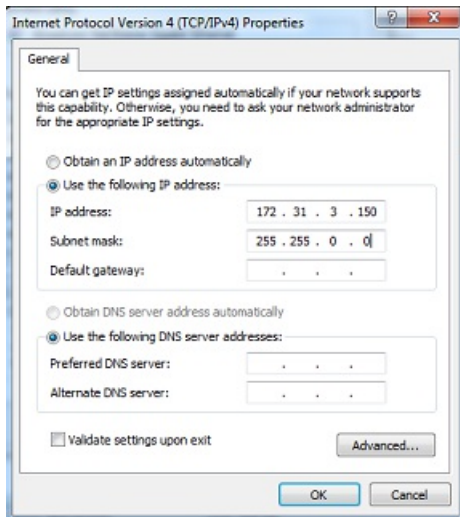 Internet Protocol Version 4 (TCP/IPv4) Properties
General
You can get IP settings assigned automatically if your network supports
this capability. Otherwise, you need to ask your network administrator
for the appropriate IP settings.
Obtain an IP address automatically
Use the following IP address:
IP address: 172 . 31 . 3 . 150
Subnet mask: 255 . 255 . 0 . 0
Default gateway: . . .
Obtain DNS server address automatically
Use the following DNS server addresses:
Preferred DNS server: . . .
Alternate DNS server: . . .
Validate settings upon exit
Advanced...
OK Cancel